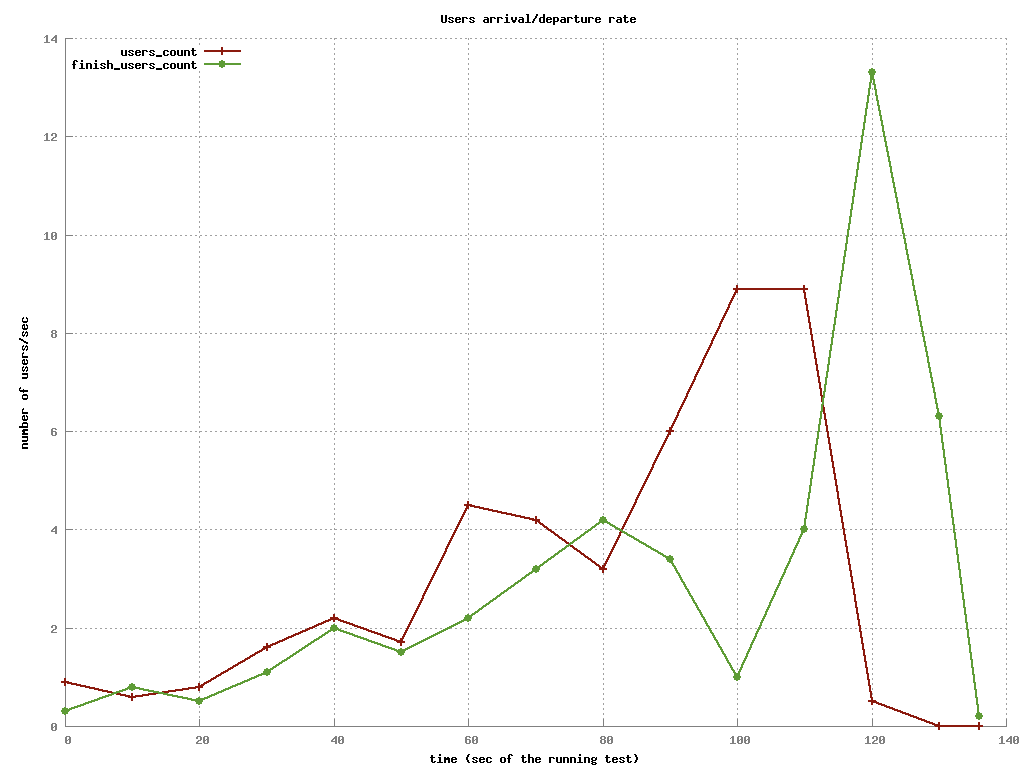 Users arrival/departure rate
users_count
finish_users_count
14
12
10
8
6
4
2
0
number of users/sec
0 20 40 60 80 100 120 140
time (sec of the running test)